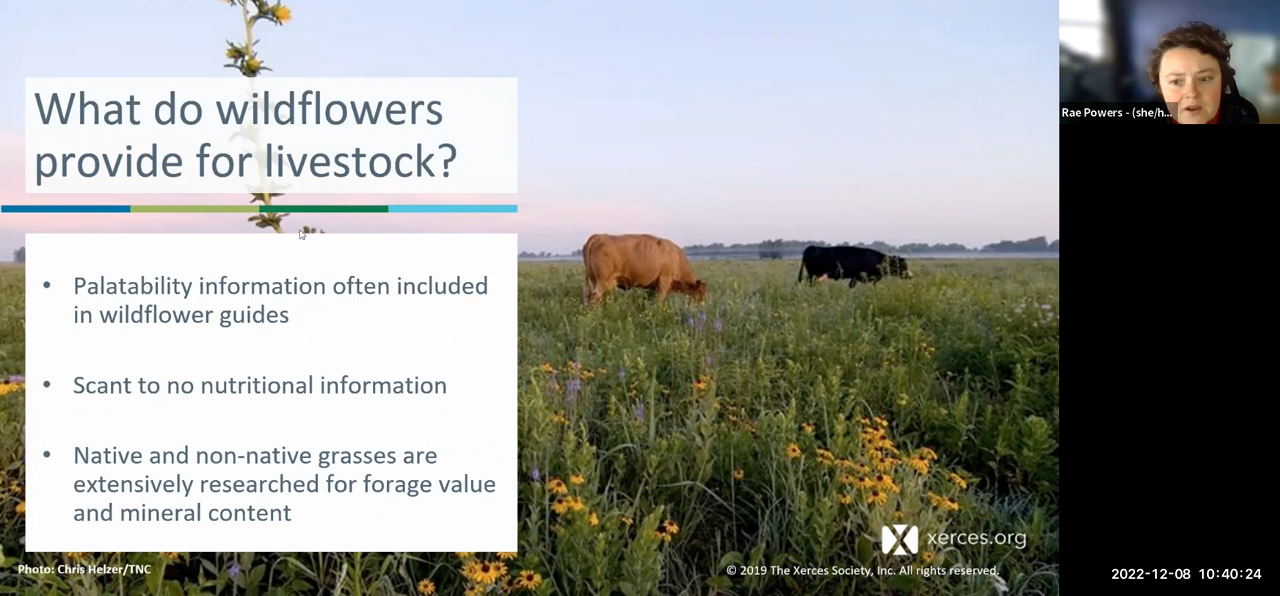 What do wildflowers
provide for livestock?
• Palatability information often included
in wildflower guides
• Scant to no nutritional information
• Native and non-native grasses are
extensively researched for forage value
and mineral content
Photo: Chris Helzer/TNC
xerces.org
© 2019 The Xerces Society, Inc. All rights reserved.
Rae Powers - (she/h...
2022-12-08 10:40:24